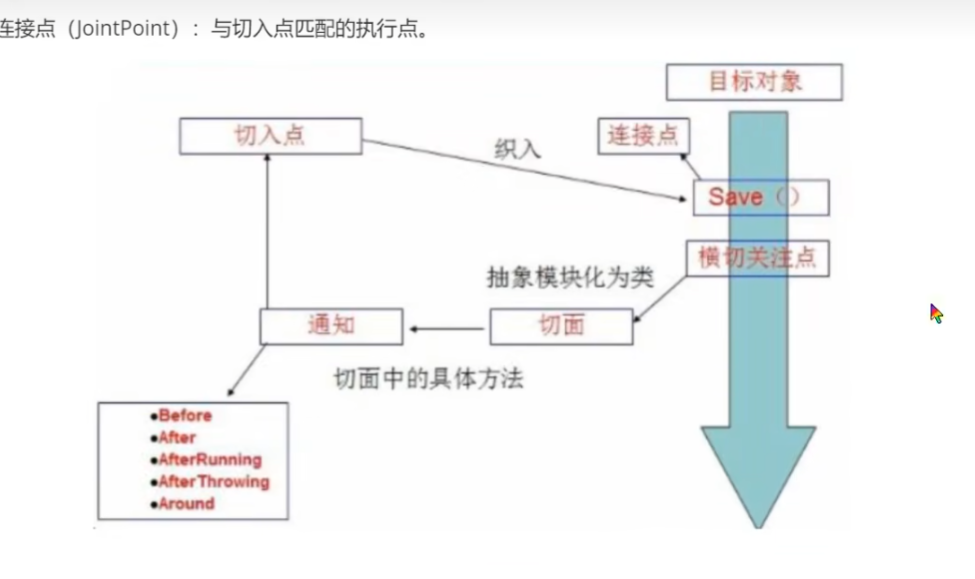 连接点（JointPoint）：与切入点匹配的执行点。
目标对象
切入点
织入
连接点
Save（）
横切关注点
抽象模块化为类
通知
切面
切面中的具体方法
●Before
●After
●AfterRunning
●AfterThrowing
●Around